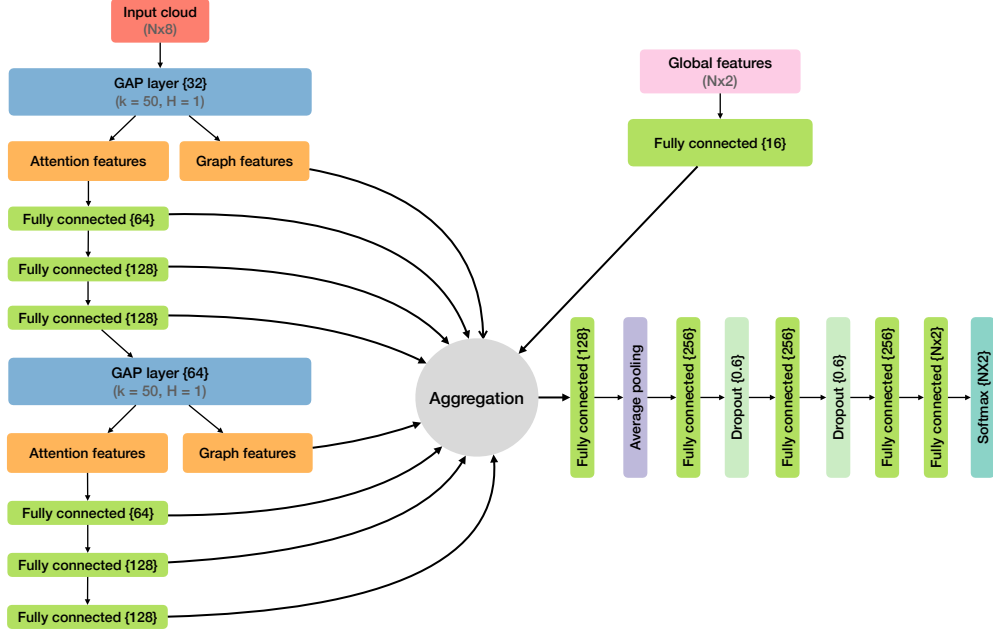 Input cloud
(Nx8)
GAP layer {32}
(k = 50, H = 1)
Attention features
Graph features
Fully connected {64}
Fully connected {128}
Fully connected {128}
GAP layer {64}
(k = 50, H = 1)
Attention features
Graph features
Fully connected {64}
Fully connected {128}
Fully connected {128}
Global features
(Nx2)
Fully connected {16}
Aggregation
Fully connected {128}
Average pooling
Fully connected {256}
Dropout {0.6}
Fully connected {256}
Dropout {0.6}
Fully connected {256}
Fully connected {Nx2}
Softmax {NX2}